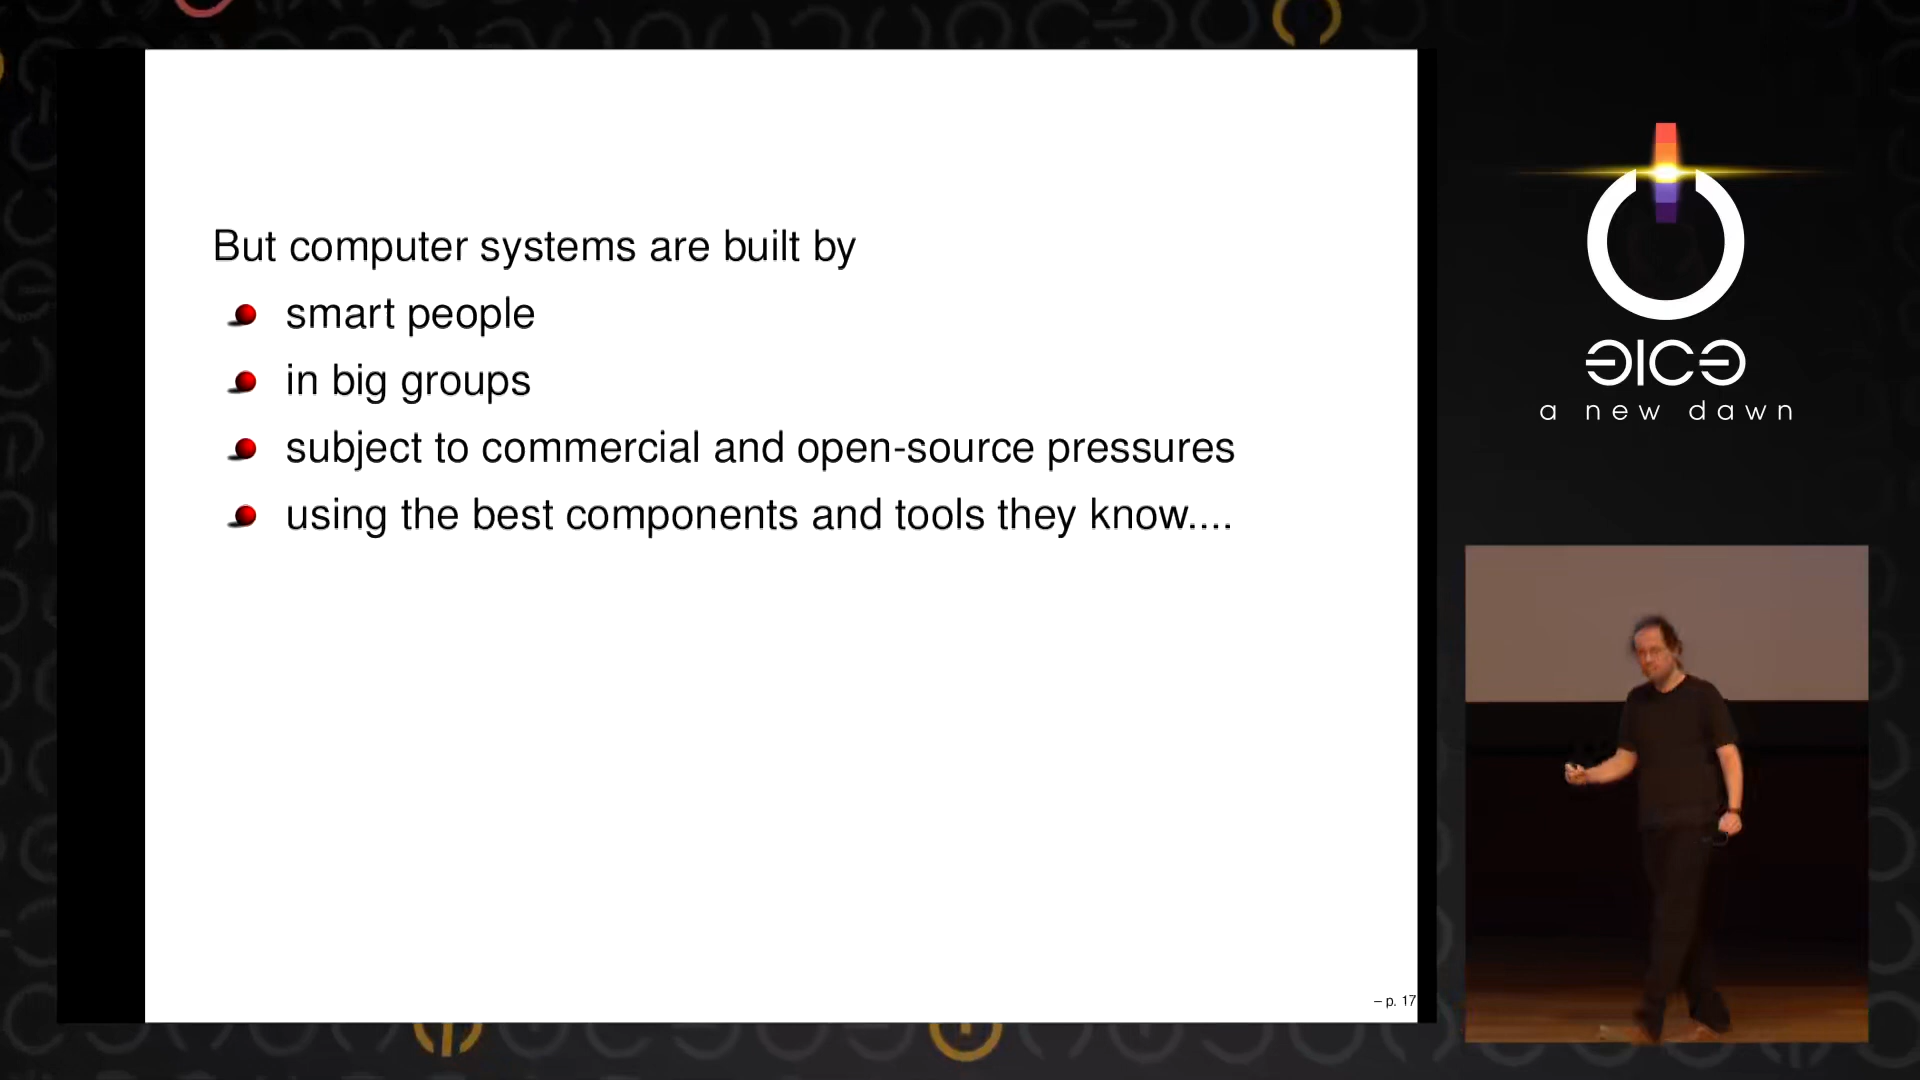 But computer systems are built by
smart people
in big groups
subject to commercial and open-source pressures
using the best components and tools they know....
– p. 17
ƎICƎ
a new dawn